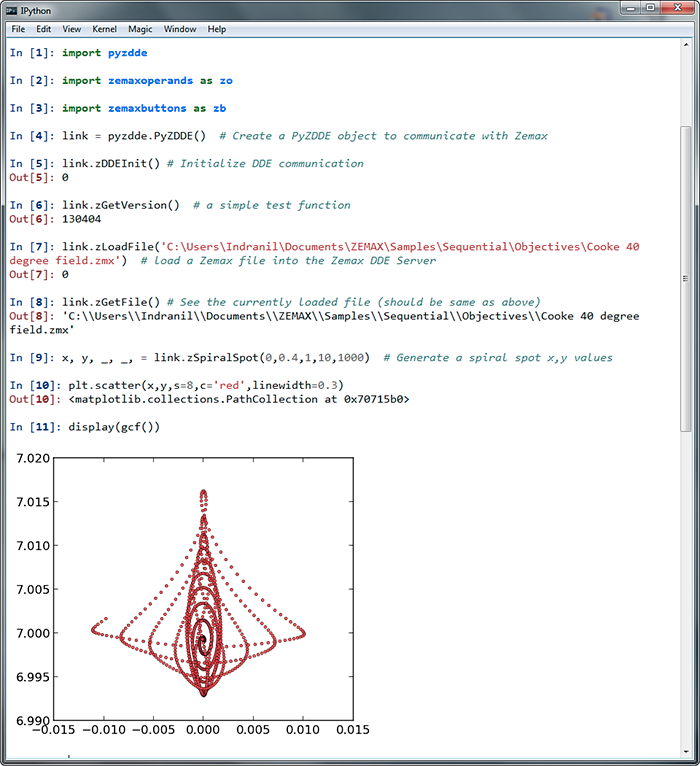 IPython
File Edit View Kernel Magic Window Help
In [1]: import pyzdde
In [2]: import zemaxoperands as zo
In [3]: import zemaxbuttons as zb
In [4]: link = pyzdde.PyZDDE()  # Create a PyZDDE object to communicate with Zemax
In [5]: link.zDDEInit() # Initialize DDE communication
Out[5]: 0
In [6]: link.zGetVersion()  # a simple test function
Out[6]: 130404
In [7]: link.zLoadFile('C:\Users\Indranil\Documents\ZEMAX\Samples\Sequential\Objectives\Cooke 40
degree field.zmx')  # load a Zemax file into the Zemax DDE Server
Out[7]: 0
In [8]: link.zGetFile() # See the currently loaded file (should be same as above)
Out[8]: 'C:\\Users\\Indranil\\Documents\\ZEMAX\\Samples\\Sequential\\Objectives\\Cooke 40 degree
field.zmx'
In [9]: x, y, _, _, = link.zSpiralSpot(0,0.4,1,10,1000)  # Generate a spiral spot x,y values
In [10]: plt.scatter(x,y,s=8,c='red',linewidth=0.3)
Out[10]: <matplotlib.collections.PathCollection at 0x70715b0>
In [11]: display(gcf())
7.020
7.015
7.010
7.005
7.000
6.995
6.990
−0.015 −0.010 −0.005 0.000 0.005 0.010 0.015